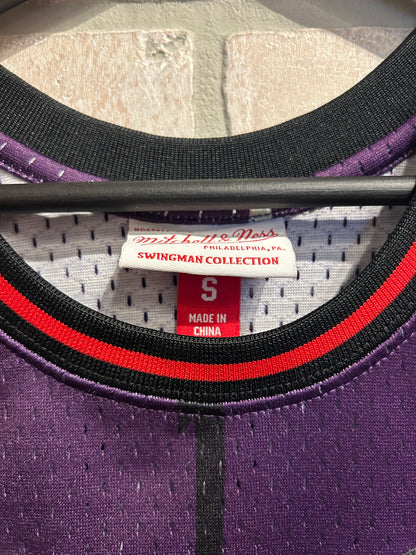 Mitchell & Ness
PHILADELPHIA, PA.
SWINGMAN COLLECTION
S
MADE IN
CHINA